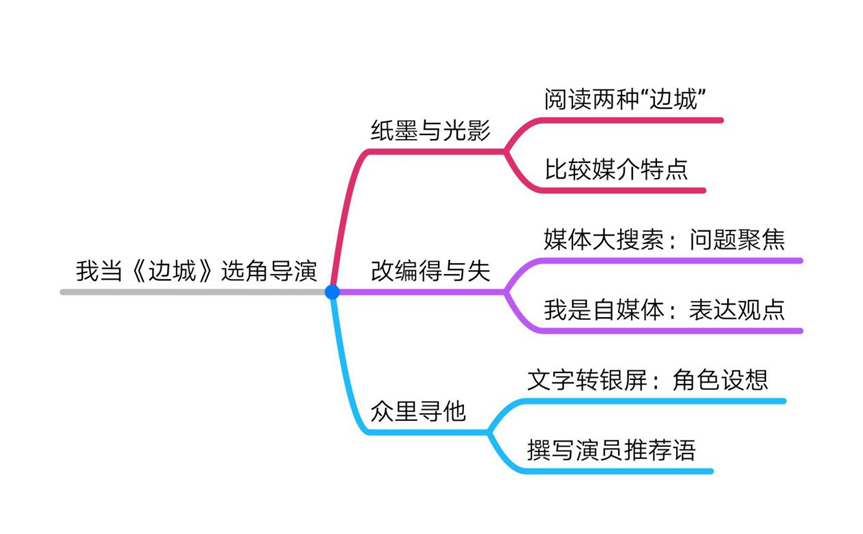 我当《边城》选角导演
纸墨与光影
阅读两种“边城”
比较媒介特点
改编得与失
媒体大搜索：问题聚焦
我是自媒体：表达观点
众里寻他
文字转银屏：角色设想
撰写演员推荐语